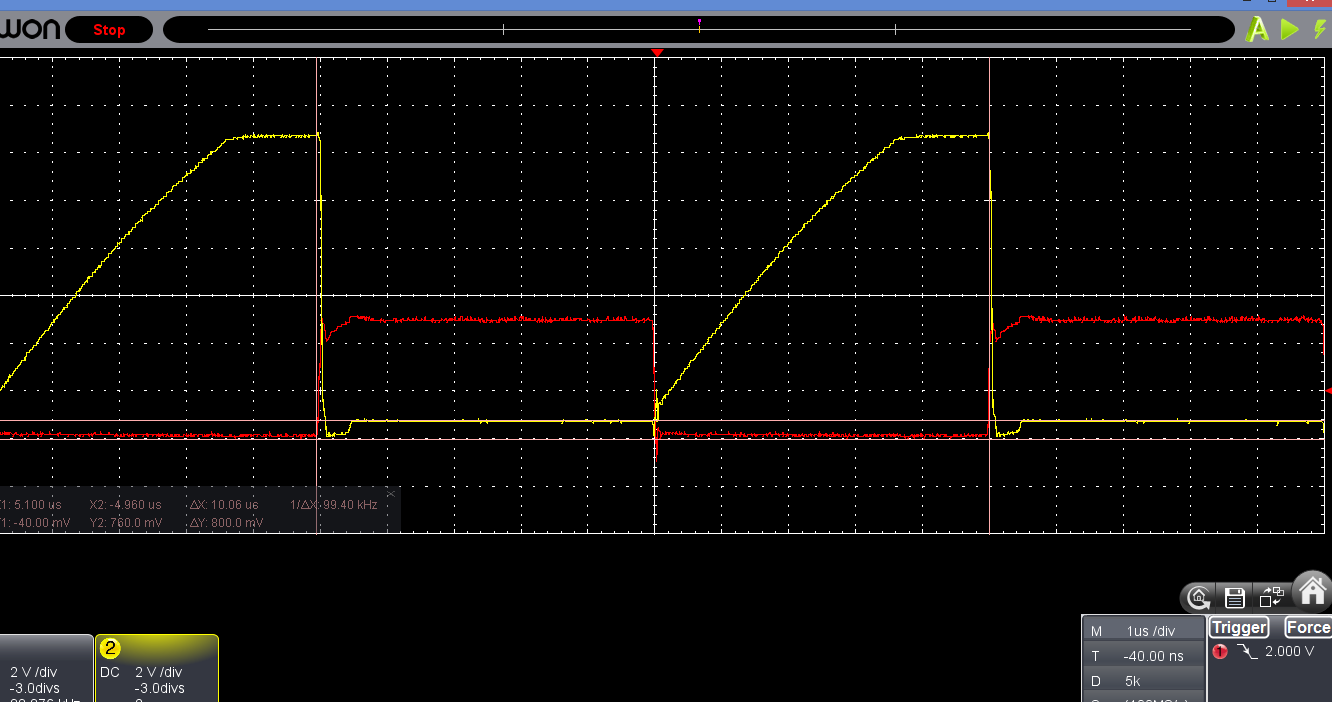 won Stop
1: 5.100 us X2: -4.960 us ΔX: 10.06 us 1/ΔX: 99.40 kHz
1: -40.00 mV Y2: 760.0 mV ΔY: 800.0 mV
2
2 V /div DC 2 V /div
-3.0divs -3.0divs
M 1us /div Trigger Force
T -40.00 ns 1 2.000 V
D 5k